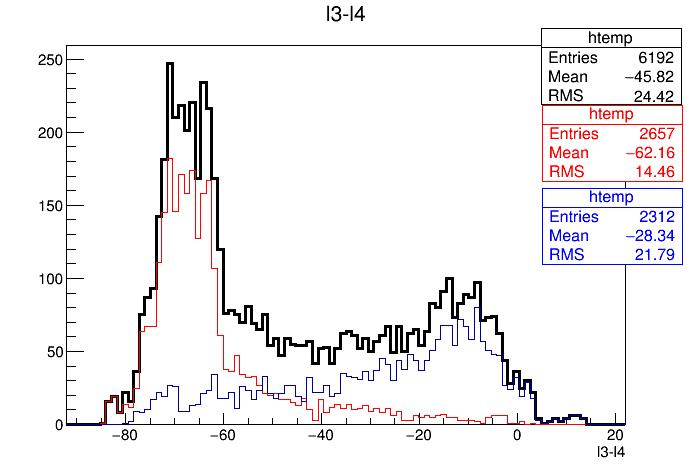 l3-l4
htemp
Entries 6192
Mean −45.82
RMS 24.42
htemp
Entries 2657
Mean −62.16
RMS 14.46
htemp
Entries 2312
Mean −28.34
RMS 21.79
250
200
150
100
50
0
−80 −60 −40 −20 0 20
l3-l4